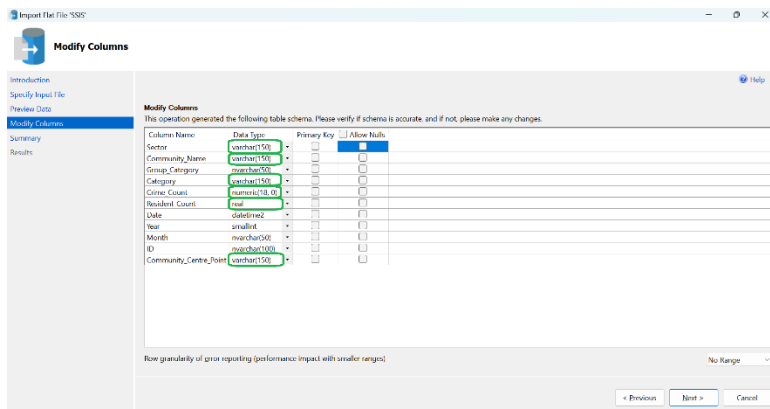 Import Flat File 'SSIS'
Modify Columns
Introduction
Help
Specify Input File
Preview Data
Modify Columns
Summary
Results
Modify Columns
This operation generated the following table schema. Please verify if schema is accurate, and if not, please make any changes.
Column Name Data Type Primary Key Allow Nulls
Sector varchar(150)
Community_Name varchar(150)
Group_Category nvarchar(50)
Category varchar(150)
Crime_Count numeric(18, 0)
Resident Count real
Date datetime2
Year smallint
Month nvarchar(50)
ID nvarchar(100)
Community_Centre_Point varchar(150)
Row granularity of error reporting (performance impact with smaller ranges) No Range
< Previous Next > Cancel